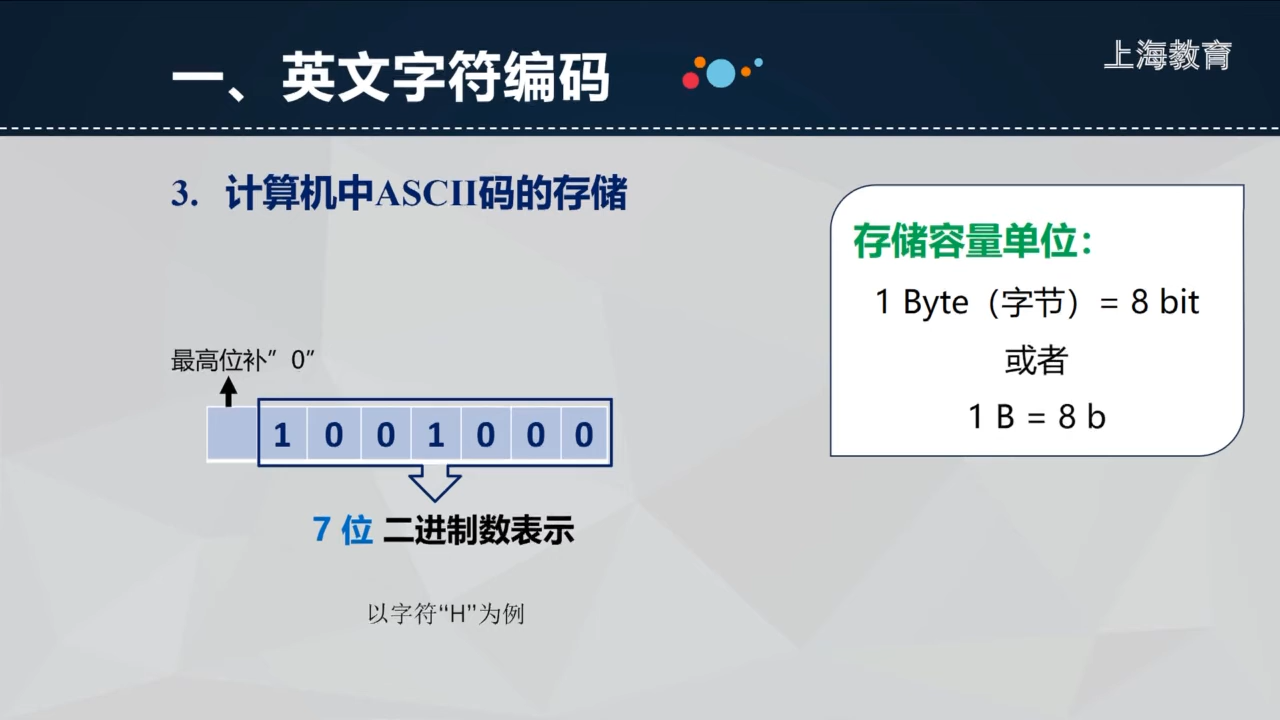 一、英文字符编码
上海教育
3. 计算机中ASCII码的存储
存储容量单位：
1 Byte（字节）= 8 bit
或者
1 B = 8 b
最高位补”0”
1 0 0 1 0 0 0
7 位 二进制数表示
以字符“H”为例